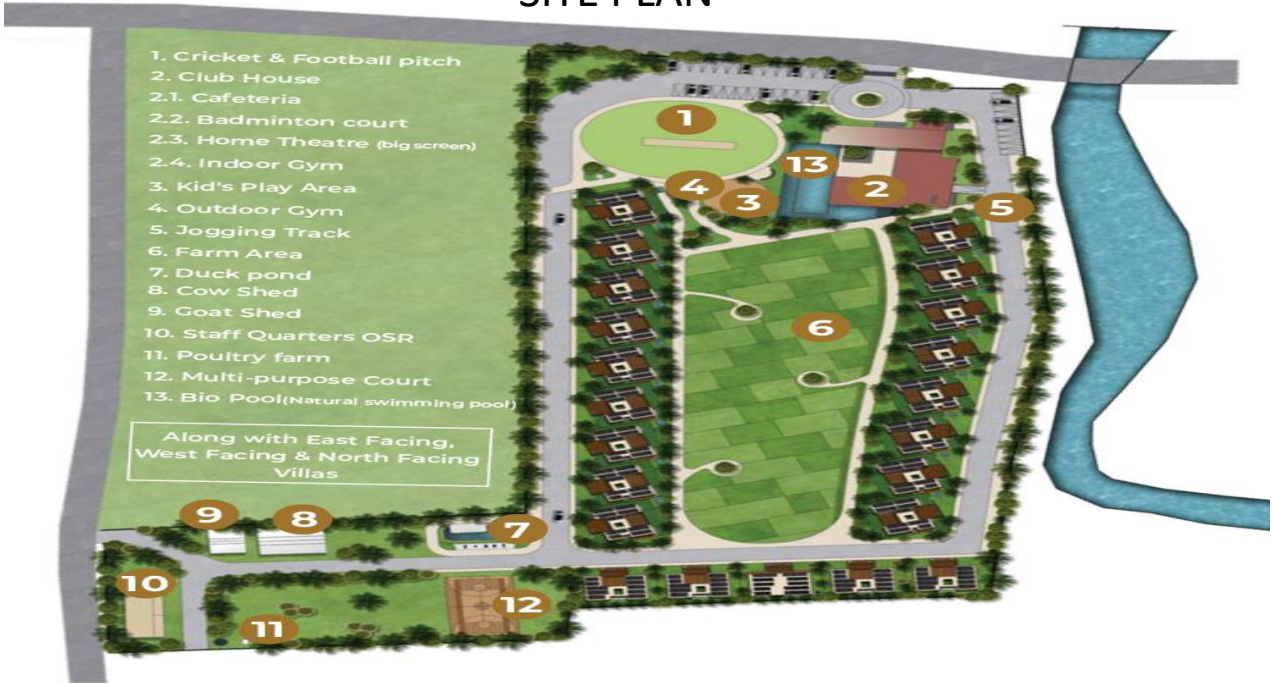 SITE PLAN
1. Cricket & Football pitch
2. Club House
2.1. Cafeteria
2.2. Badminton court
2.3. Home Theatre (big screen)
2.4. Indoor Gym
3. Kid's Play Area
4. Outdoor Gym
5. Jogging Track
6. Farm Area
7. Duck pond
8. Cow Shed
9. Goat Shed
10. Staff Quarters OSR
11. Poultry farm
12. Multi-purpose Court
13. Bio Pool(Natural swimming pool)
Along with East Facing,
West Facing & North Facing
Villas
1
13
4
3
2
5
6
9
8
7
10
12
11